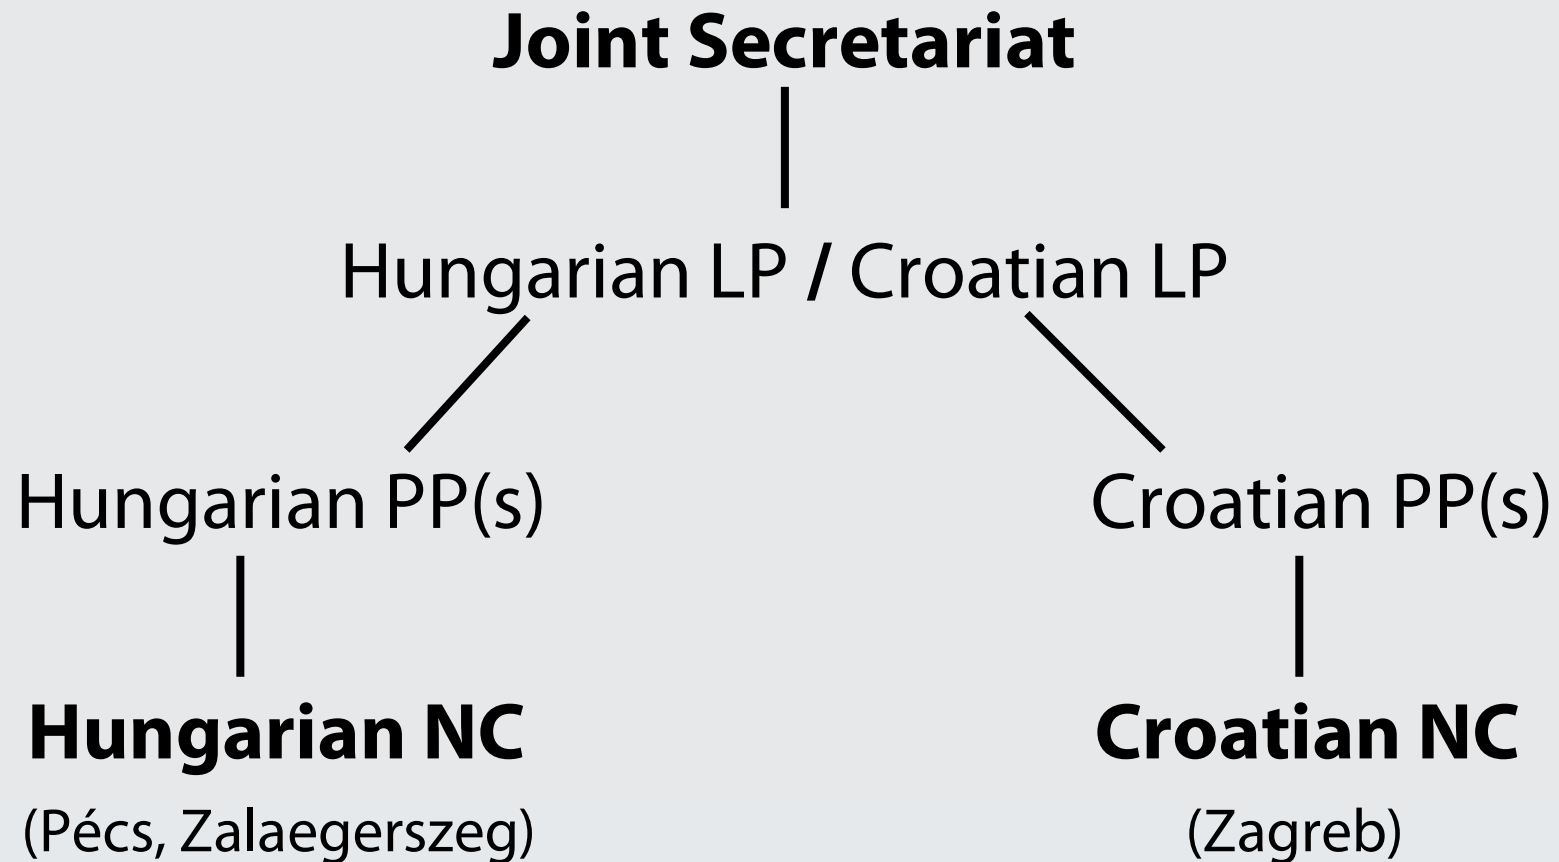 Joint Secretariat
Hungarian LP / Croatian LP
Hungarian PP(s)
Croatian PP(s)
Hungarian NC
Croatian NC
(Pécs, Zalaegerszeg)
(Zagreb)